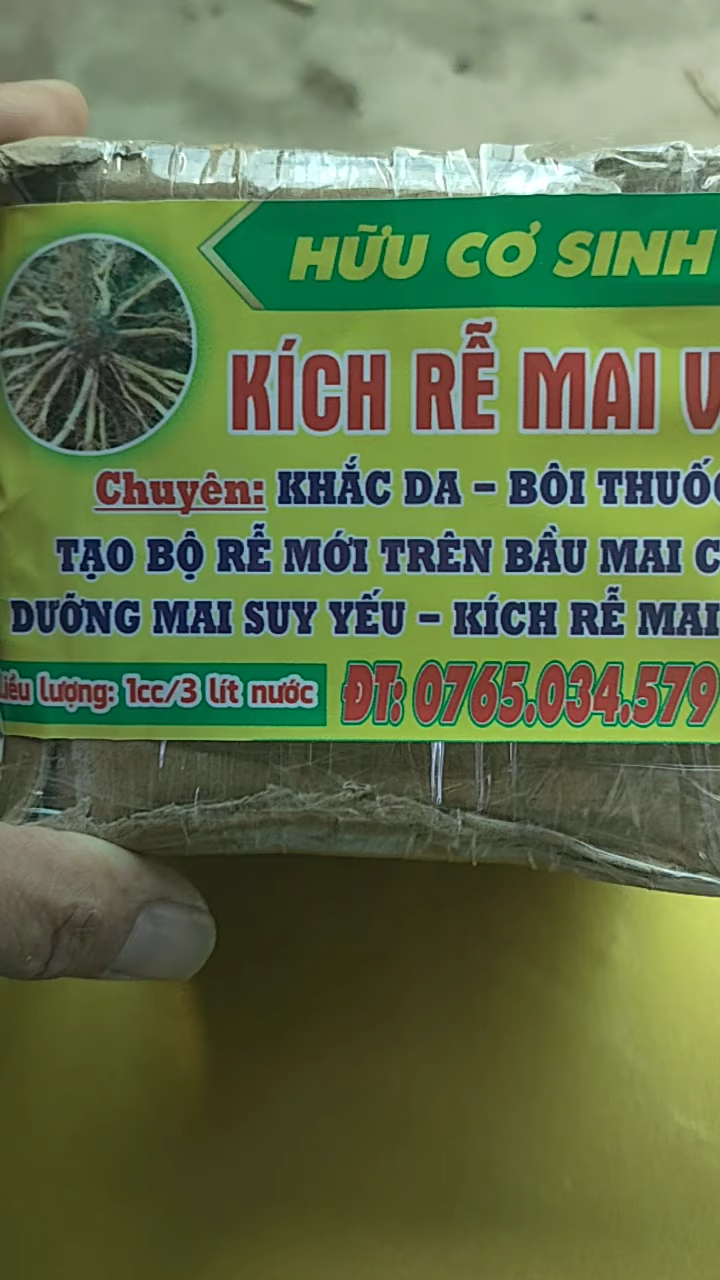 HỮU CƠ SINH
KÍCH RỄ MAI
Chuyên: KHẮC DA – BÔI THUỐC
TẠO BỘ RỄ MỚI TRÊN BẦU MAI
DƯỠNG MAI SUY YẾU – KÍCH RỄ MAI
Liều lượng: 1cc/3 lít nước ĐT: 0765.034.579